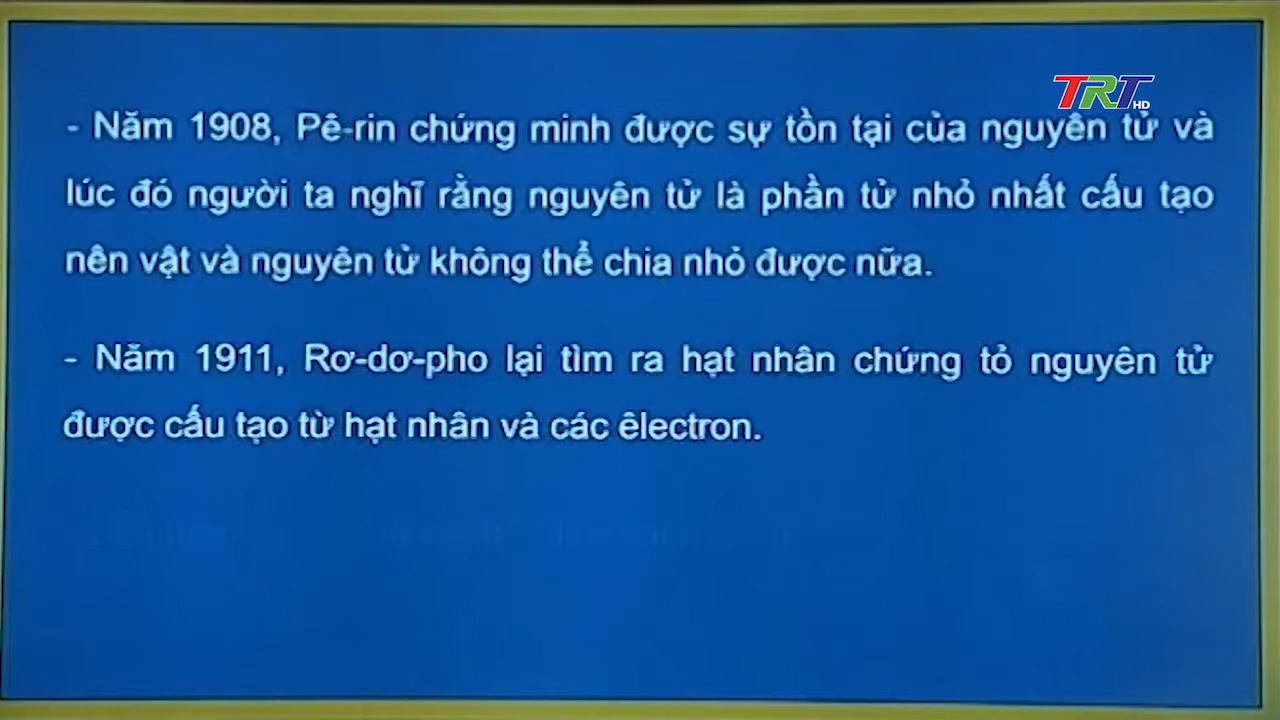 TRT HD
- Năm 1908, Pê-rin chứng minh được sự tồn tại của nguyên tử và
lúc đó người ta nghĩ rằng nguyên tử là phần tử nhỏ nhất cấu tạo
nên vật và nguyên tử không thể chia nhỏ được nữa.
- Năm 1911, Rơ-dơ-pho lại tìm ra hạt nhân chứng tỏ nguyên tử
được cấu tạo từ hạt nhân và các êlectron.